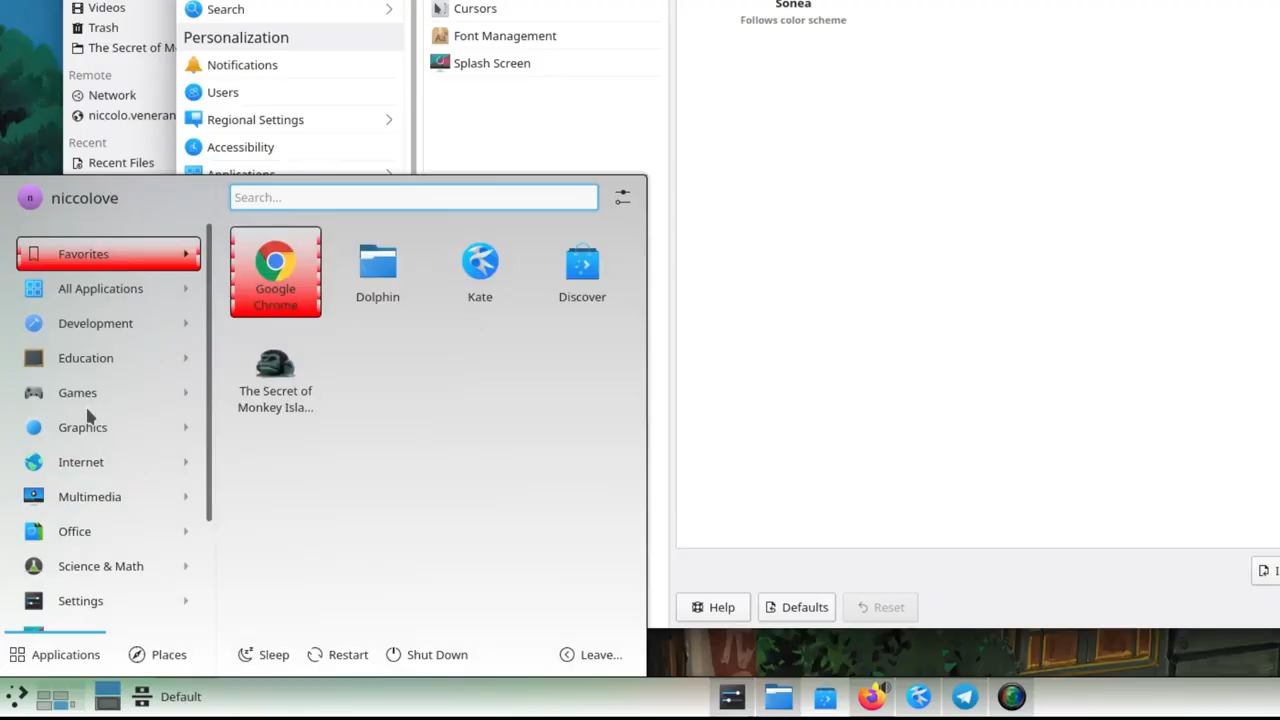 Videos
Trash
The Secret of M
Remote
Network
niccolo.veneran
Recent
Recent Files
Search
Personalization
Notifications
Users
Regional Settings
Accessibility
Applications
Cursors
Font Management
Splash Screen
Sonea
Follows color scheme
n
niccolove
Search...
Favorites
All Applications
Development
Education
Games
Graphics
Internet
Multimedia
Office
Science & Math
Settings
Google
Chrome
Dolphin
Kate
Discover
The Secret of
Monkey Isla...
Applications
Places
Sleep
Restart
Shut Down
Leave...
Help
Defaults
Reset
Default